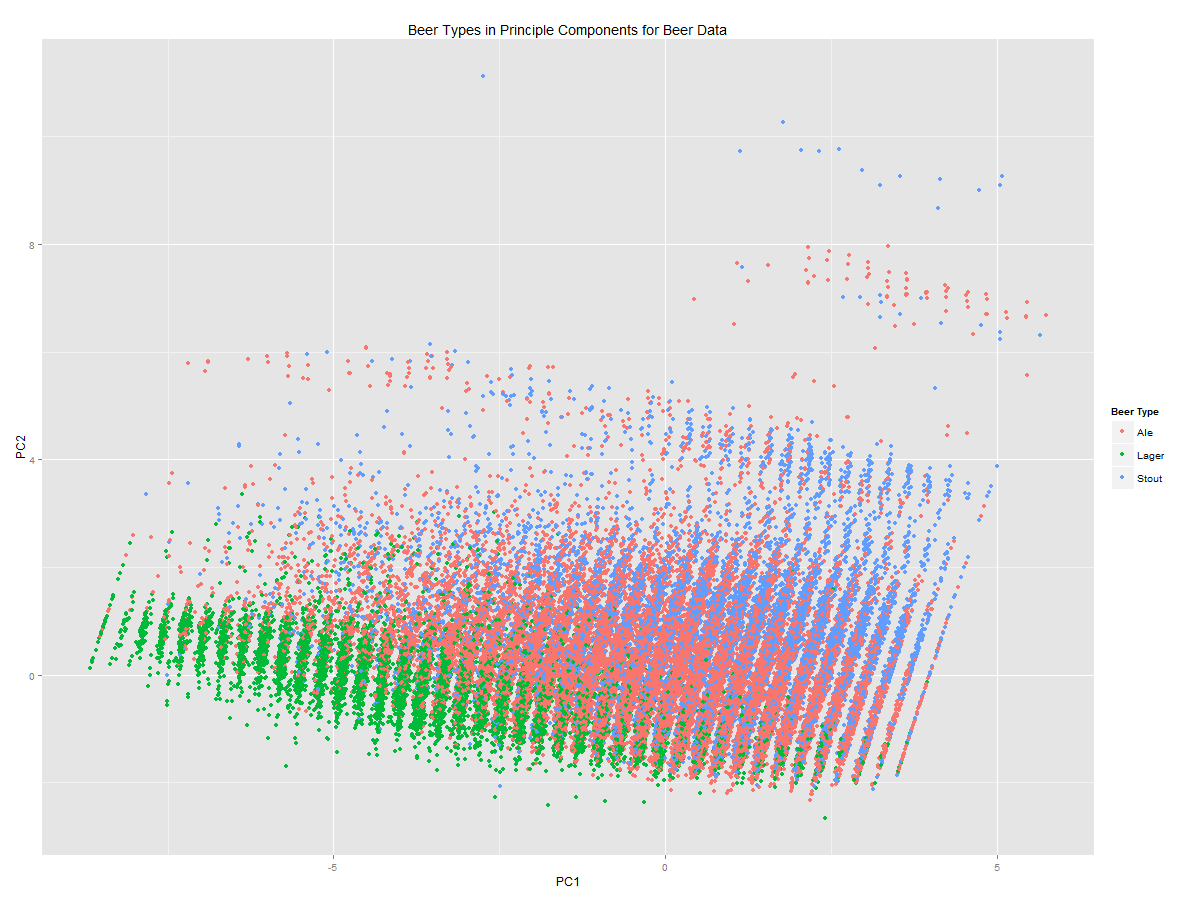 Beer Types in Principle Components for Beer Data
PC2
8
4
0
-5
0
5
PC1
Beer Type
Ale
Lager
Stout